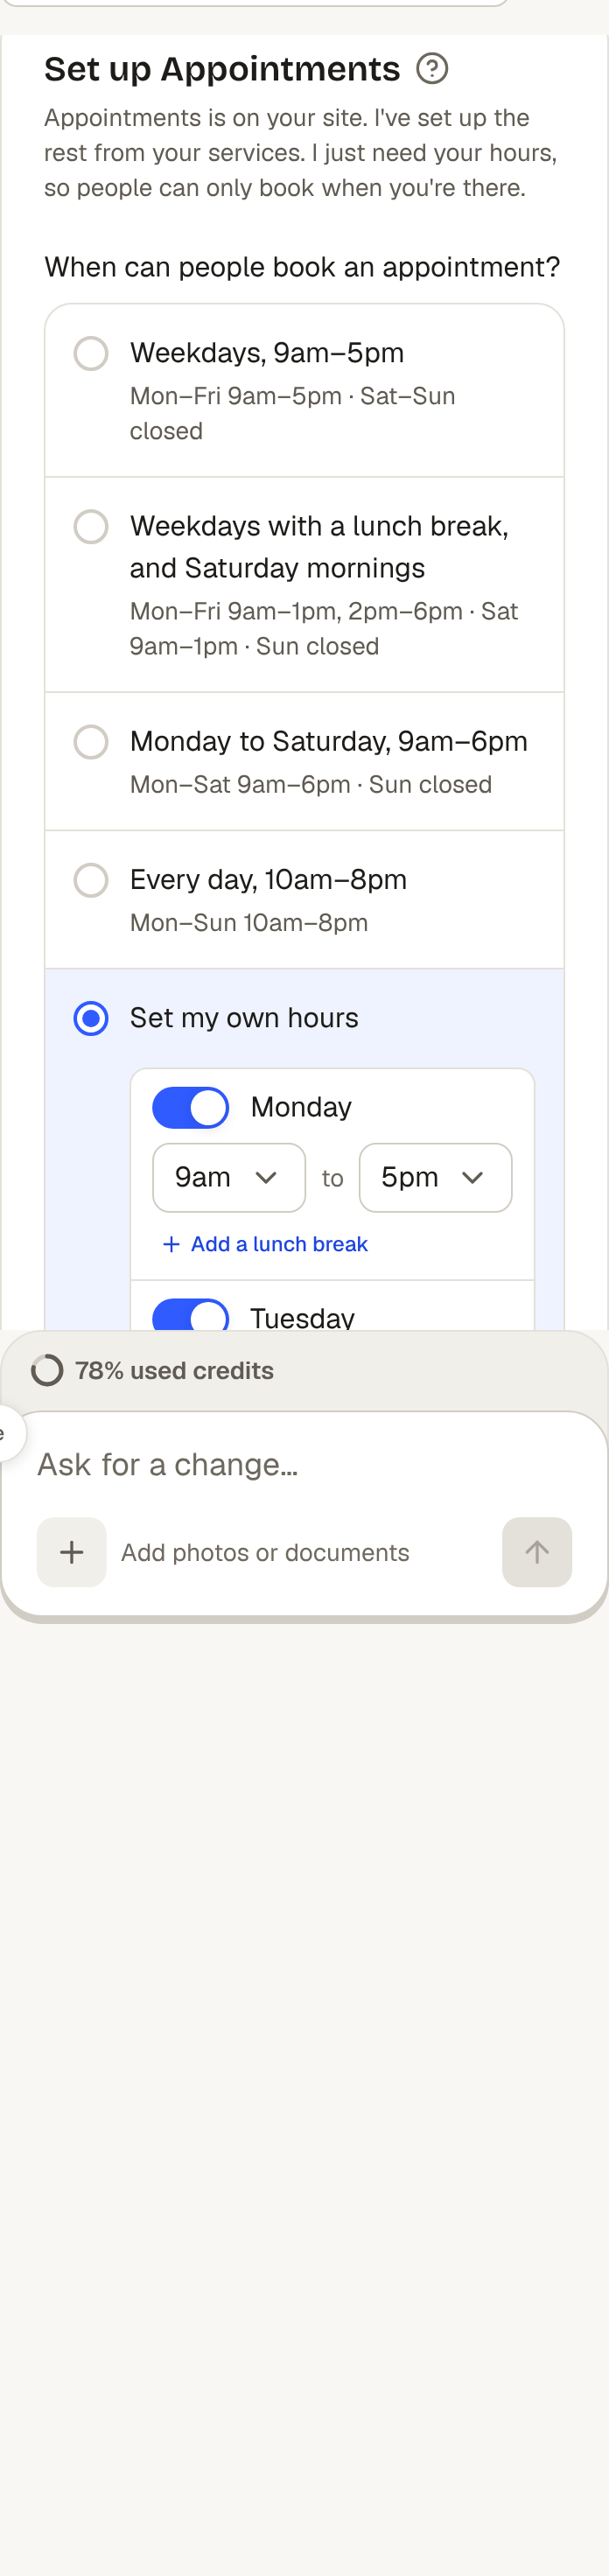 Set up Appointments
Appointments is on your site. I've set up the
rest from your services. I just need your hours,
so people can only book when you're there.
When can people book an appointment?
Weekdays, 9am–5pm
Mon–Fri 9am–5pm · Sat–Sun
closed
Weekdays with a lunch break,
and Saturday mornings
Mon–Fri 9am–1pm, 2pm–6pm · Sat
9am–1pm · Sun closed
Monday to Saturday, 9am–6pm
Mon–Sat 9am–6pm · Sun closed
Every day, 10am–8pm
Mon–Sun 10am–8pm
Set my own hours
Monday
9am to 5pm
+ Add a lunch break
Tuesday
78% used credits
e
Ask for a change...
Add photos or documents